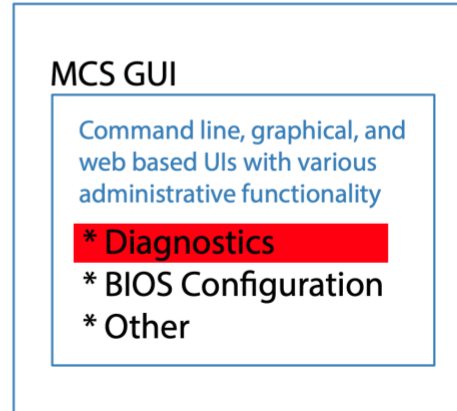 MCS GUI
Command line, graphical, and
web based UIs with various
administrative functionality
* Diagnostics
* BIOS Configuration
* Other